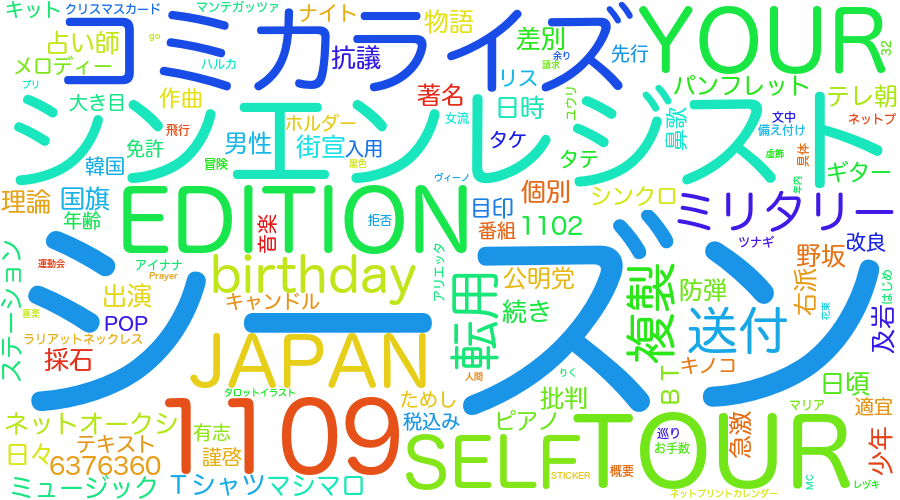 キット
クリスマスカード
マンテガッツァ
ナイト
物語
差別
余り
先行
YOUR
32
占い師
go
コミカライズ
抗議
請求
メロディー
ハルカ
リス
パンフレット
プリ
大き目
作曲
著名
日時
ユウリ
テレ朝
シンエンレジスト
飛行
ホルダー
女流
鼻歌
文中
ネットプ
免許
男性
街宣
入用
タケ
備え付け
韓国
冒険
黒色
タテ
虚飾
具体
ギター
理論
国旗
ヴィーノ
個別
シンクロ
年内
年齢
EDITION
拒否
目印
1102
ミリタリー
音楽
番組
ツナギ
改良
シーズン
ステーション
運動会
アイナナ
Prayer
birthday
アリエッタ
転用
公明党
複製
防弾
野坂
右派
はじめ
出演
キャンドル
続き
送付
花束
及岩
喜楽
POP
ラリアットネックレス
JAPAN
採石
人間
りく
キノコ
日頃
タロットイラスト
ためし
批判
BT
ネットオークシ
1109
税込み
ピアノ
マリア
適宜
日々
テキスト
有志
SELF
TOUR
巡り
お手数
急激
少年
6376360
謹啓
概要
ミュージック
Tシャツ
マシマロ
STICKER
ネットプリントカレンダー
MC
レヅキ